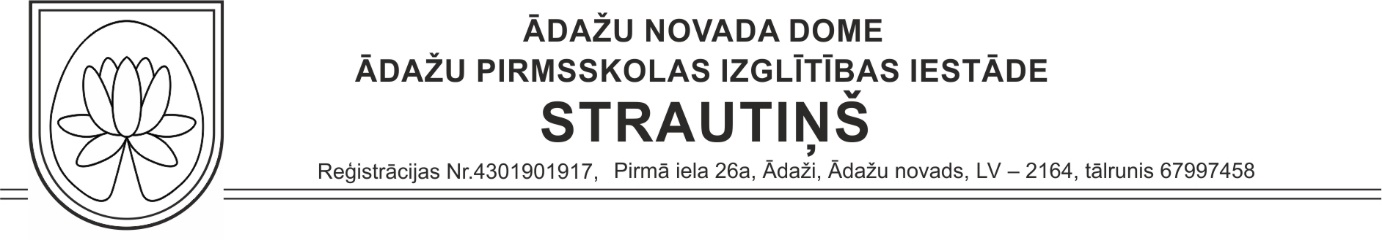 ĀDAŽU NOVADA DOME
ĀDAŽU PIRMSSKOLAS IZGLĪTĪBAS IESTĀDE
STRAUTIŅŠ
Reģistrācijas Nr.4301901917, Pirmā iela 26a, Ādaži, Ādažu novads, LV – 2164, tālrunis 67997458